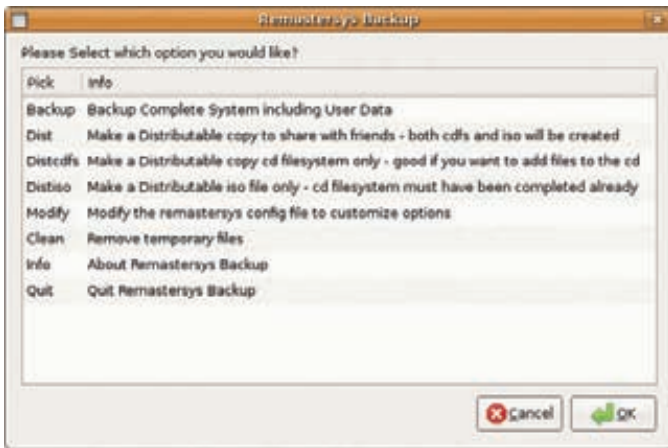 Remastersys Backup
Please Select which option you would like?
Pick Info
Backup Backup Complete System including User Data
Dist Make a Distributable copy to share with friends - both cdfs and iso will be created
Distcdfs Make a Distributable copy cd filesystem only - good if you want to add files to the cd
Distiso Make a Distributable iso file only - cd filesystem must have been completed already
Modify Modify the remastersys config file to customize options
Clean Remove temporary files
Info About Remastersys Backup
Quit Quit Remastersys Backup
Cancel OK